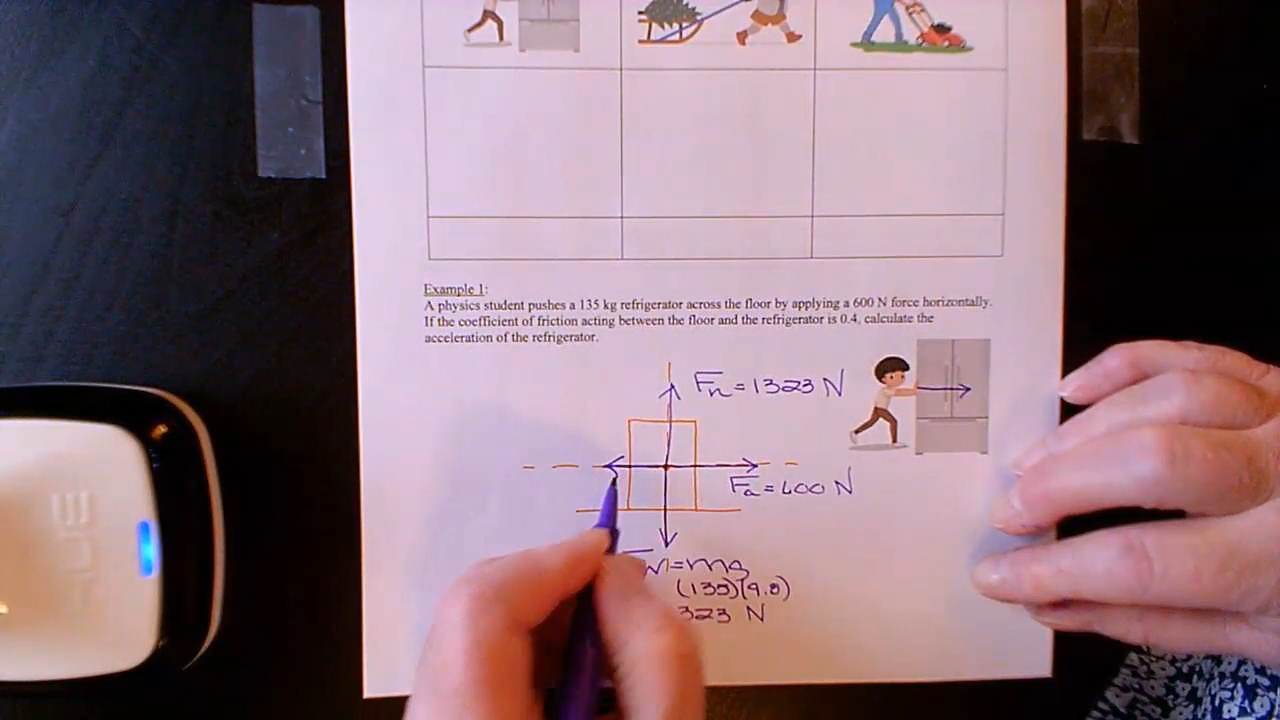 Example 1:
A physics student pushes a 135 kg refrigerator across the floor by applying a 600 N force horizontally.
If the coefficient of friction acting between the floor and the refrigerator is 0.4, calculate the
acceleration of the refrigerator.
Fn = 1323 N
Fa = 600 N
= mg
(135)(9.8)
323 N
HUE